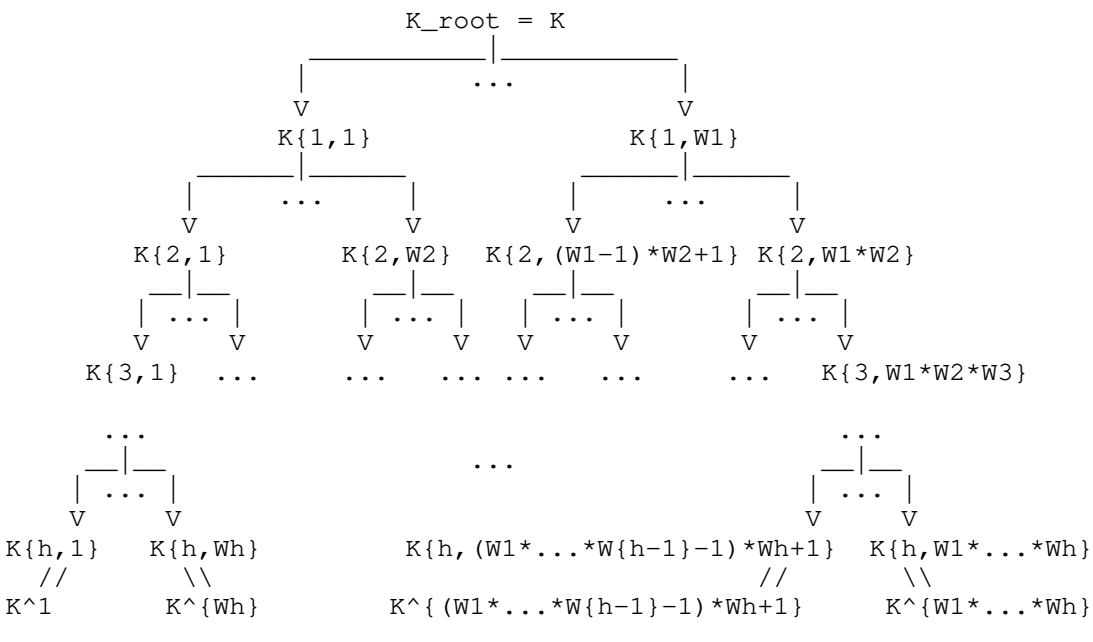 K_root = K
...
V V
K{1,1} K{1,W1}
... ...
V V V V
K{2,1} K{2,W2} K{2,(W1-1)*W2+1} K{2,W1*W2}
... ... ... ...
V V V V V V V V
K{3,1} ... ... ... ... ... ... K{3,W1*W2*W3}
... ...
...
... ...
V V V V
K{h,1} K{h,Wh} K{h,(W1*...*W{h-1}-1)*Wh+1} K{h,W1*...*Wh}
// \\ // \\
K^1 K^{Wh} K^{(W1*...*W{h-1}-1)*Wh+1} K^{W1*...*Wh}